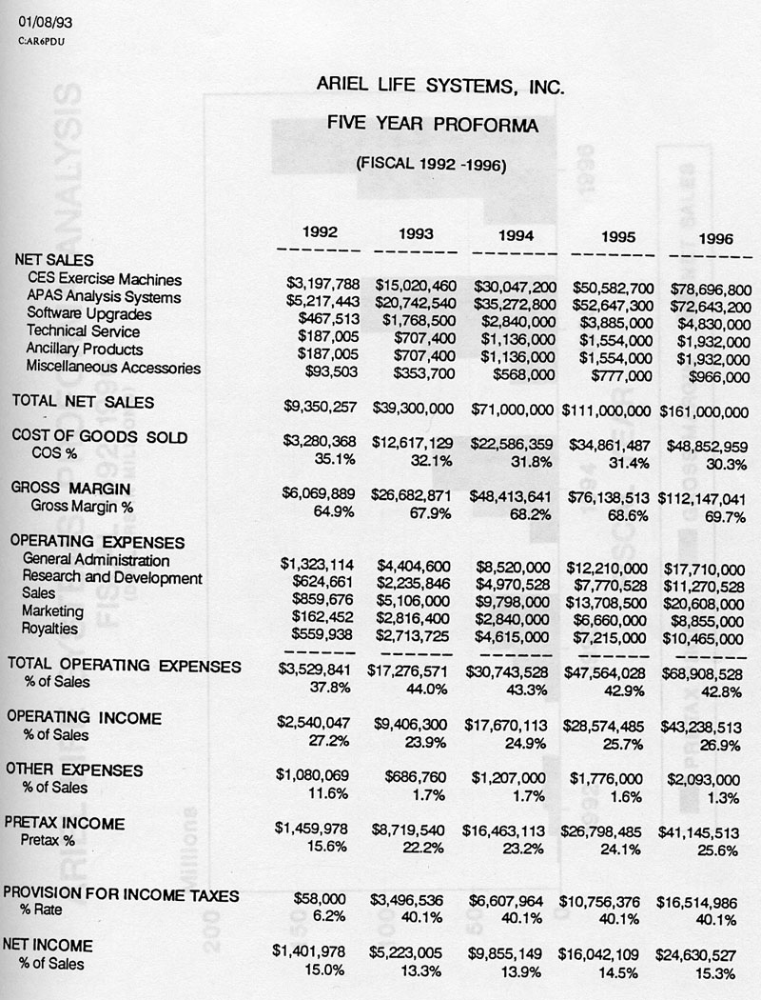 01/08/93
C:AR6PDU
ARIEL LIFE SYSTEMS, INC.
FIVE YEAR PROFORMA
(FISCAL 1992 -1996)
1992 1993 1994 1995 1996
NET SALES
CES Exercise Machines $3,197,788 $15,020,460 $30,047,200 $50,582,700 $78,696,800
APAS Analysis Systems $5,217,443 $20,742,540 $35,272,800 $52,647,300 $72,643,200
Software Upgrades $467,513 $1,768,500 $2,840,000 $3,885,000 $4,830,000
Technical Service $187,005 $707,400 $1,136,000 $1,554,000 $1,932,000
Ancillary Products $187,005 $707,400 $1,136,000 $1,554,000 $1,932,000
Miscellaneous Accessories $93,503 $353,700 $568,000 $777,000 $966,000
TOTAL NET SALES $9,350,257 $39,300,000 $71,000,000 $111,000,000 $161,000,000
COST OF GOODS SOLD $3,280,368 $12,617,129 $22,586,359 $34,861,487 $48,852,959
COS % 35.1% 32.1% 31.8% 31.4% 30.3%
GROSS MARGIN $6,069,889 $26,682,871 $48,413,641 $76,138,513 $112,147,041
Gross Margin % 64.9% 67.9% 68.2% 68.6% 69.7%
OPERATING EXPENSES
General Administration $1,323,114 $4,404,600 $8,520,000 $12,210,000 $17,710,000
Research and Development $624,661 $2,235,846 $4,970,528 $7,770,528 $11,270,528
Sales $859,676 $5,106,000 $9,798,000 $13,708,500 $20,608,000
Marketing $162,452 $2,816,400 $2,840,000 $6,660,000 $8,855,000
Royalties $559,938 $2,713,725 $4,615,000 $7,215,000 $10,465,000
TOTAL OPERATING EXPENSES $3,529,841 $17,276,571 $30,743,528 $47,564,028 $68,908,528
% of Sales 37.8% 44.0% 43.3% 42.9% 42.8%
OPERATING INCOME $2,540,047 $9,406,300 $17,670,113 $28,574,485 $43,238,513
% of Sales 27.2% 23.9% 24.9% 25.7% 26.9%
OTHER EXPENSES $1,080,069 $686,760 $1,207,000 $1,776,000 $2,093,000
% of Sales 11.6% 1.7% 1.7% 1.6% 1.3%
PRETAX INCOME $1,459,978 $8,719,540 $16,463,113 $26,798,485 $41,145,513
Pretax % 15.6% 22.2% 23.2% 24.1% 25.6%
PROVISION FOR INCOME TAXES $58,000 $3,496,536 $6,607,964 $10,756,376 $16,514,986
% Rate 6.2% 40.1% 40.1% 40.1% 40.1%
NET INCOME $1,401,978 $5,223,005 $9,855,149 $16,042,109 $24,630,527
% of Sales 15.0% 13.3% 13.9% 14.5% 15.3%